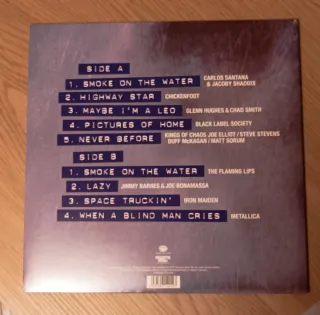 SIDE A
1. SMOKE ON THE WATER CARLOS SANTANA
& JACOBY SHADDIX
2. HIGHWAY STAR CHICKENFOOT
3. MAYBE I'M A LEO GLENN HUGHES & CHAD SMITH
4. PICTURES OF HOME BLACK LABEL SOCIETY
5. NEVER BEFORE KINGS OF CHAOS JOE ELLIOT / STEVE STEVENS
DUFF McKAGAN / MATT SORUM
SIDE B
1. SMOKE ON THE WATER THE FLAMING LIPS
2. LAZY JIMMY BARNES & JOE BONAMASSA
3. SPACE TRUCKIN' IRON MAIDEN
4. WHEN A BLIND MAN CRIES METALLICA